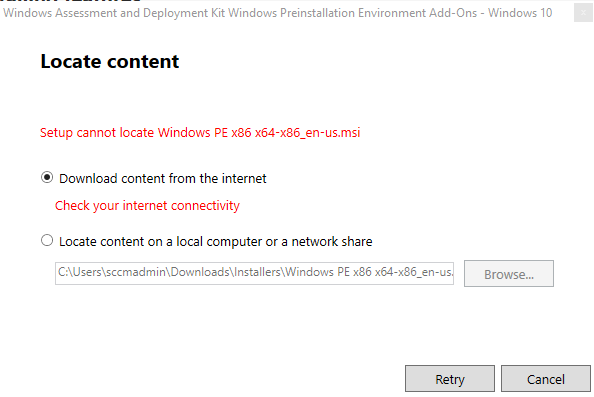 Windows Assessment and Deployment Kit Windows Preinstallation Environment Add-Ons - Windows 10
Locate content
Setup cannot locate Windows PE x86 x64-x86_en-us.msi
Download content from the internet
Check your internet connectivity
Locate content on a local computer or a network share
C:\Users\sccmadmin\Downloads\Installers\Windows PE x86 x64-x86_en-us.
Browse...
Retry
Cancel